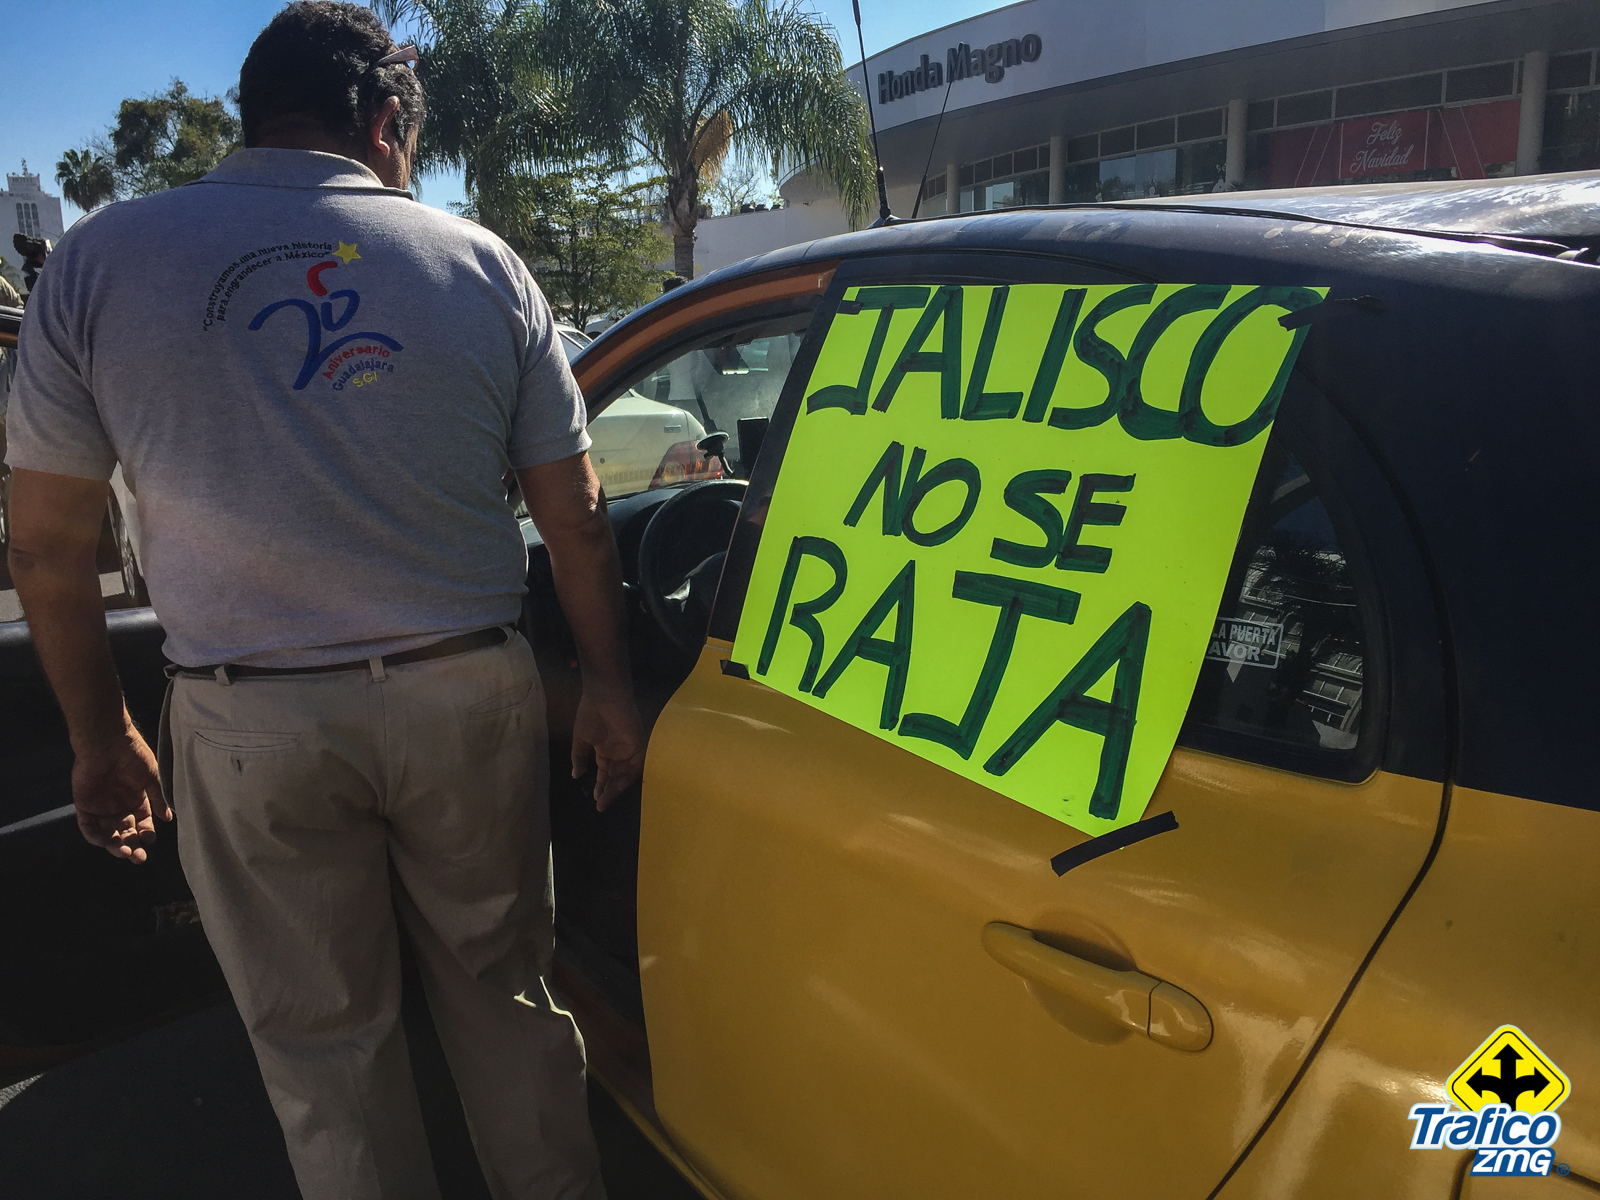 Honda Magno
Feliz
Navidad
"Construyamos una nueva historia
para engrandecer a México"
20
Aniversario
Guadalajara
SGI
JALISCO
NO SE
RAJA
LA PUERTA
Trafico
ZMG